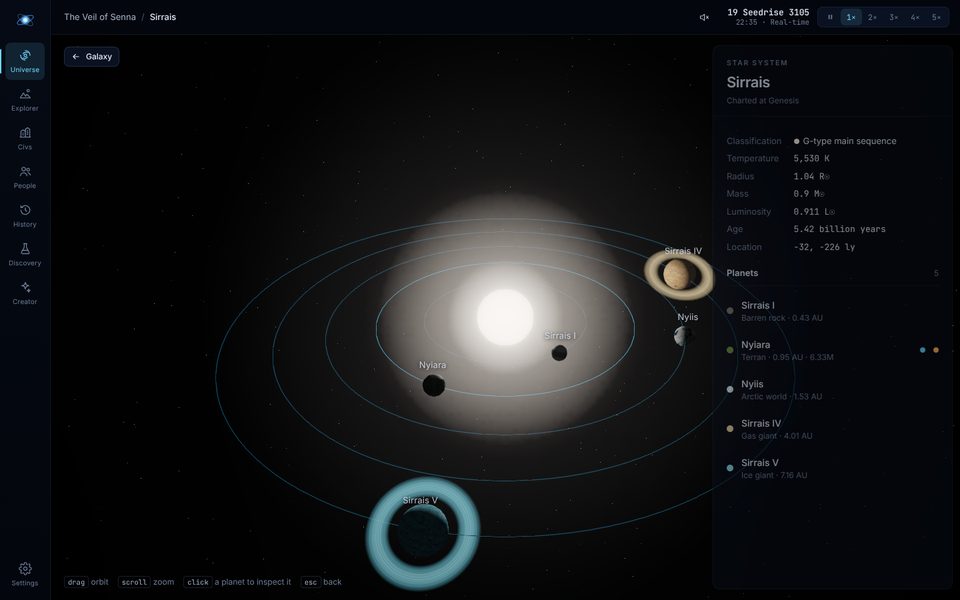 The Veil of Senna / Sirrais
19 Seedrise 3105
22:35 · Real-time
1× 2× 3× 4× 5×
Universe
Explorer
Civs
People
History
Discovery
Creator
Settings
← Galaxy
Sirrais IV
Nyiis
Sirrais I
Nyiara
Sirrais V
drag orbit scroll zoom click a planet to inspect it esc back
STAR SYSTEM
Sirrais
Charted at Genesis
Classification G-type main sequence
Temperature 5,530 K
Radius 1.04 R☉
Mass 0.9 M☉
Luminosity 0.911 L☉
Age 5.42 billion years
Location -32, -226 ly
Planets 5
Sirrais I
Barren rock · 0.43 AU
Nyiara
Terran · 0.95 AU · 6.33M
Nyiis
Arctic world · 1.53 AU
Sirrais IV
Gas giant · 4.01 AU
Sirrais V
Ice giant · 7.16 AU